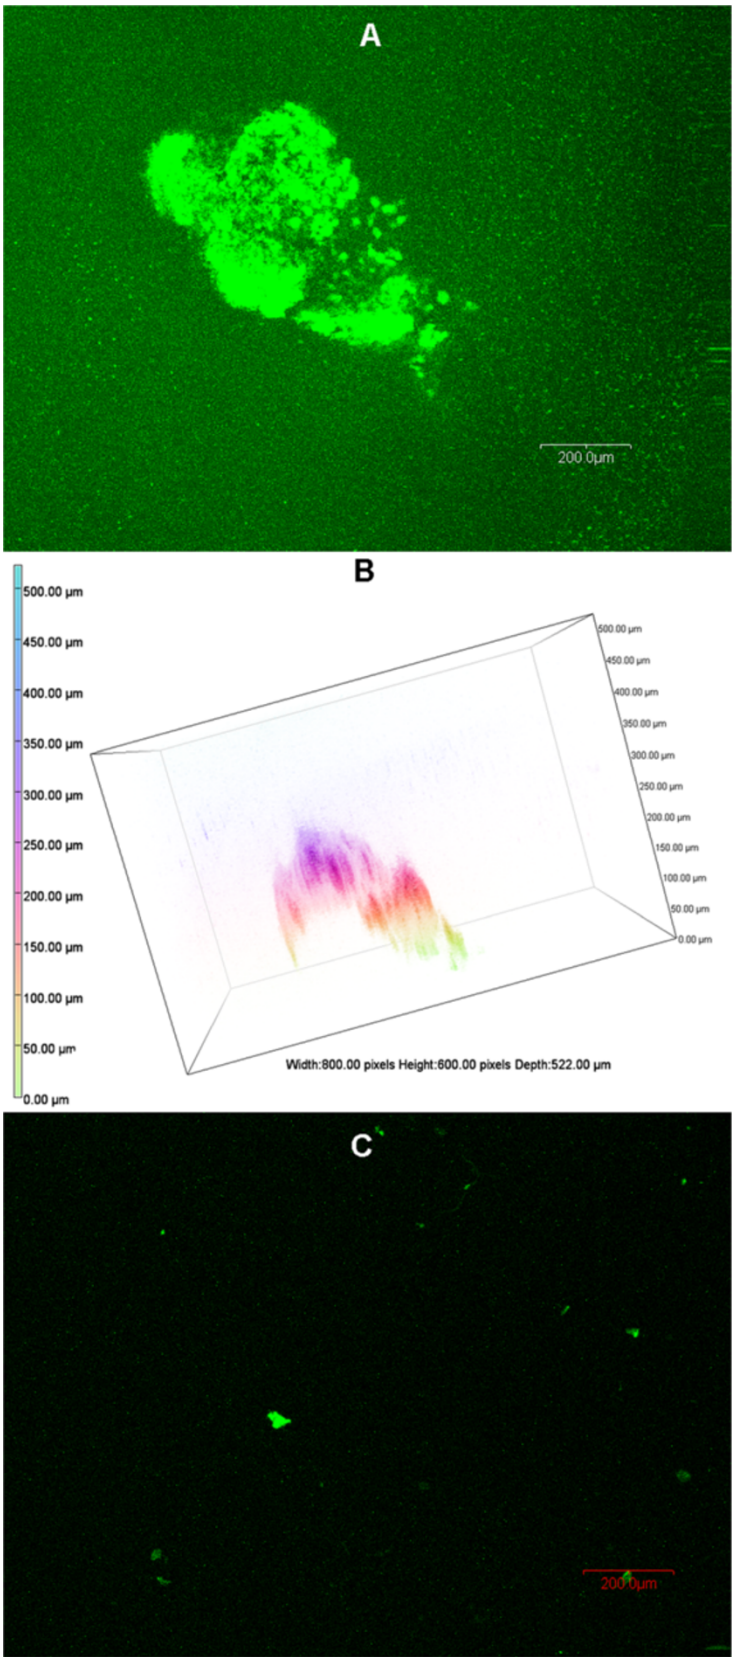 A
200.0µm
B
500.00 µm
450.00 µm
400.00 µm
350.00 µm
300.00 µm
250.00 µm
200.00 µm
150.00 µm
100.00 µm
50.00 µm
0.00 µm
500.00 µm
450.00 µm
400.00 µm
350.00 µm
300.00 µm
250.00 µm
200.00 µm
150.00 µm
100.00 µm
50.00 µm
0.00 µm
Width:800.00 pixels Height:600.00 pixels Depth:522.00 µm
C
200.0µm